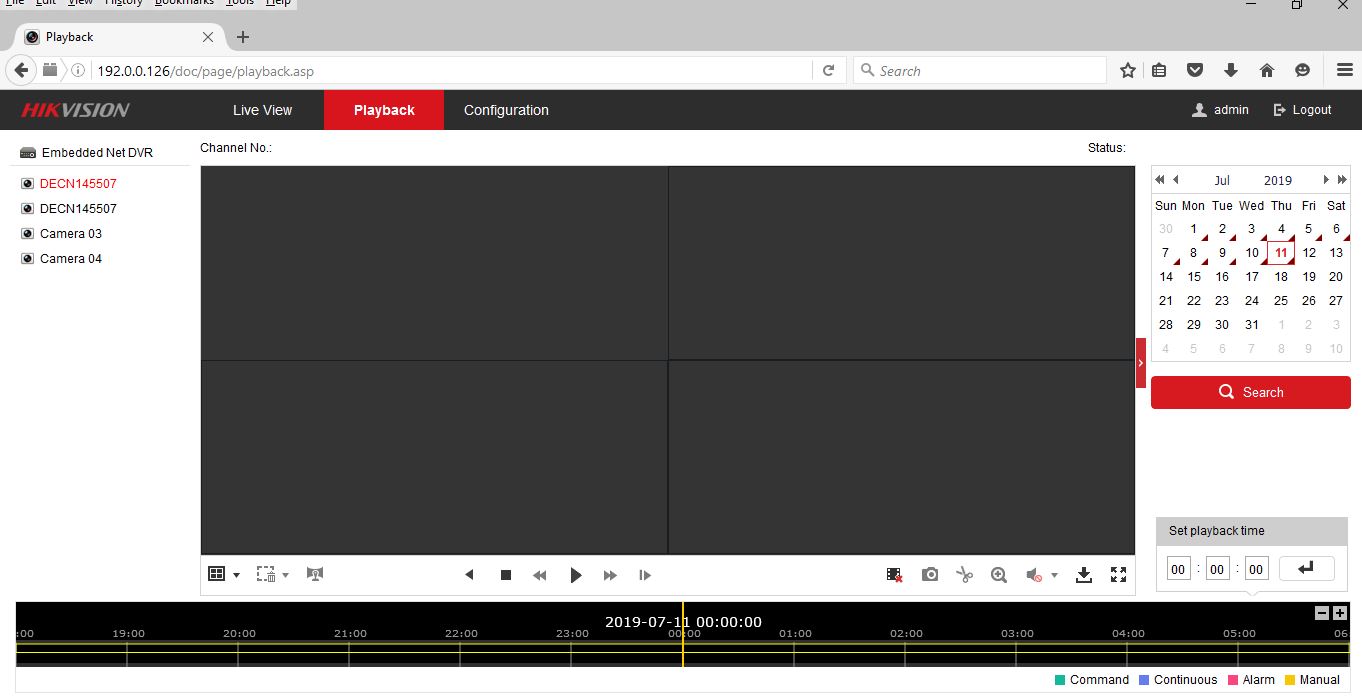 File Edit View History Bookmarks Tools Help
Playback
192.0.0.126/doc/page/playback.asp
Search
HIKVISION Live View Playback Configuration admin Logout
Embedded Net DVR
Channel No.: Status:
DECN145507
DECN145507
Camera 03
Camera 04
Jul 2019
Sun Mon Tue Wed Thu Fri Sat
30 1 2 3 4 5 6
7 8 9 10 11 12 13
14 15 16 17 18 19 20
21 22 23 24 25 26 27
28 29 30 31 1 2 3
4 5 6 7 8 9 10
Search
Set playback time
00 : 00 : 00
2019-07-11 00:00:00
:00 19:00 20:00 21:00 22:00 23:00 00:00 01:00 02:00 03:00 04:00 05:00 06:
Command Continuous Alarm Manual